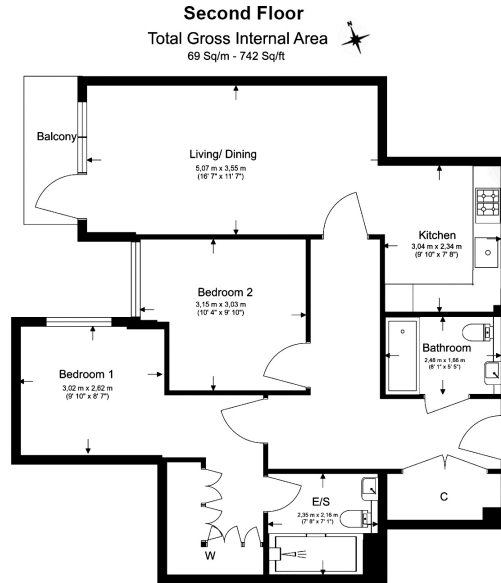 Second Floor
Total Gross Internal Area
69 Sq/m - 742 Sq/ft
Balcony
Living/ Dining
5,07 m x 3,55 m
(16' 7" x 11' 7")
Kitchen
3,04 m x 2,34 m
(9' 10" x 7' 8")
Bedroom 2
3,15 m x 3,03 m
(10' 4" x 9' 10")
Bathroom
2,48 m x 1,66 m
(8' 1" x 5' 5")
Bedroom 1
3,02 m x 2,62 m
(9' 10" x 8' 7")
E/S
2,35 m x 2,16 m
(7' 8" x 7' 1")
C
W